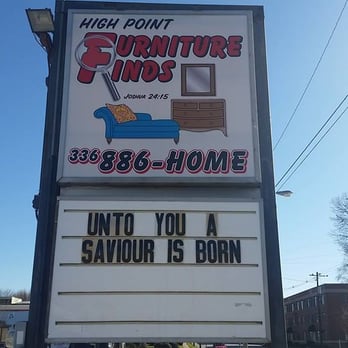 HIGH POINT
FURNITURE
FINDS
JOSHUA 24:15
336 886-HOME
UNTO YOU A
SAVIOUR IS BORN